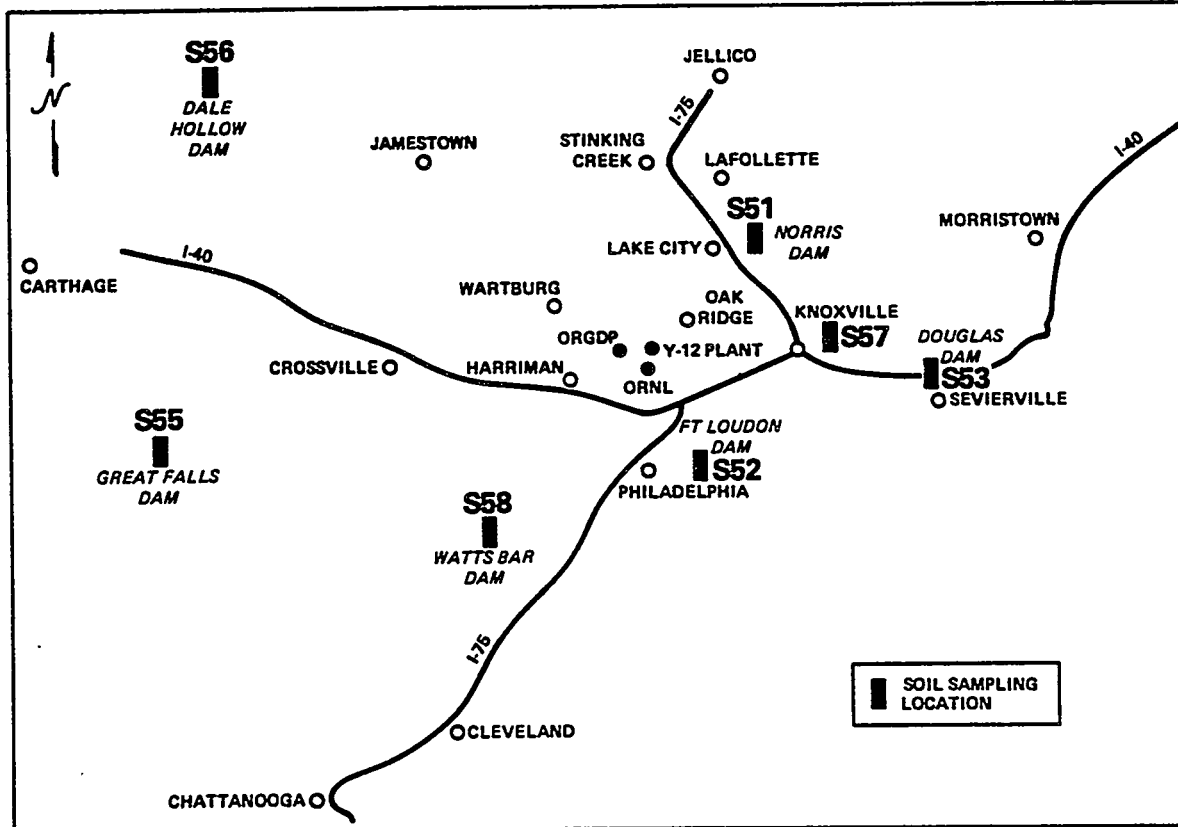 N
S56
DALE
HOLLOW
DAM
JELLICO
I-75
JAMESTOWN
STINKING
CREEK
LAFOLLETTE
I-40
S51
NORRIS
DAM
MORRISTOWN
LAKE CITY
I-40
CARTHAGE
WARTBURG
OAK
RIDGE
KNOXVILLE
S57
ORGDP
Y-12 PLANT
DOUGLAS
DAM
S53
CROSSVILLE
HARRIMAN
ORNL
SEVIERVILLE
S55
GREAT FALLS
DAM
FT LOUDON
DAM
S52
PHILADELPHIA
S58
WATTS BAR
DAM
I-75
SOIL SAMPLING
LOCATION
CLEVELAND
CHATTANOOGA